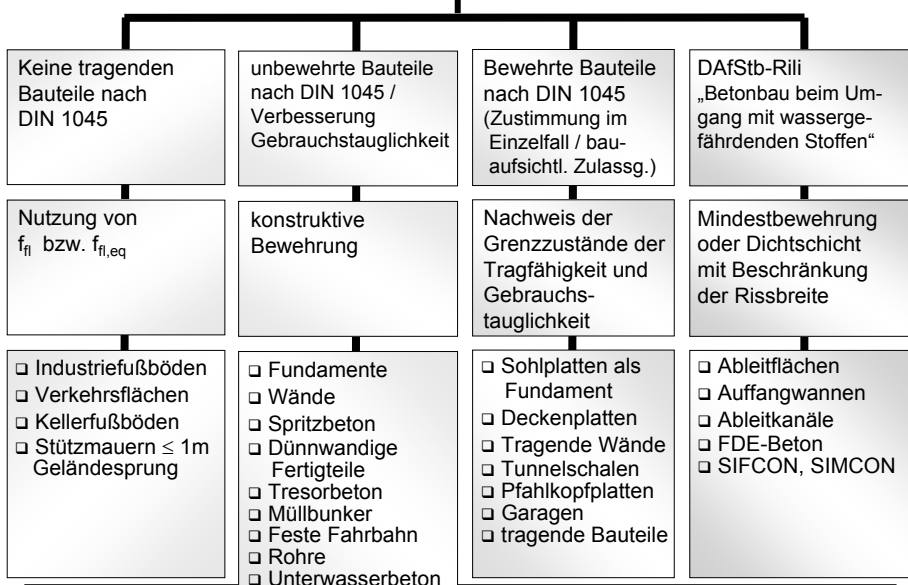 Keine tragenden
Bauteile nach
DIN 1045
unbewehrte Bauteile
nach DIN 1045 /
Verbesserung
Gebrauchstauglichkeit
Bewehrte Bauteile
nach DIN 1045
(Zustimmung im
Einzelfall / bau-
aufsichtl. Zulassg.)
DAfStb-Rili
„Betonbau beim Um-
gang mit wasserge-
fährdenden Stoffen“
Nutzung von
f_fl bzw. f_fl,eq
konstruktive
Bewehrung
Nachweis der
Grenzzustände der
Tragfähigkeit und
Gebrauchs-
tauglichkeit
Mindestbewehrung
oder Dichtschicht
mit Beschränkung
der Rissbreite
❑ Industriefußböden
❑ Verkehrsflächen
❑ Kellerfußböden
❑ Stützmauern ≤ 1m
Geländesprung
❑ Fundamente
❑ Wände
❑ Spritzbeton
❑ Dünnwandige
Fertigteile
❑ Tresorbeton
❑ Müllbunker
❑ Feste Fahrbahn
❑ Rohre
❑ Unterwasserbeton
❑ Sohlplatten als
Fundament
❑ Deckenplatten
❑ Tragende Wände
❑ Tunnelschalen
❑ Pfahlkopfplatten
❑ Garagen
❑ tragende Bauteile
❑ Ableitflächen
❑ Auffangwannen
❑ Ableitkanäle
❑ FDE-Beton
❑ SIFCON, SIMCON